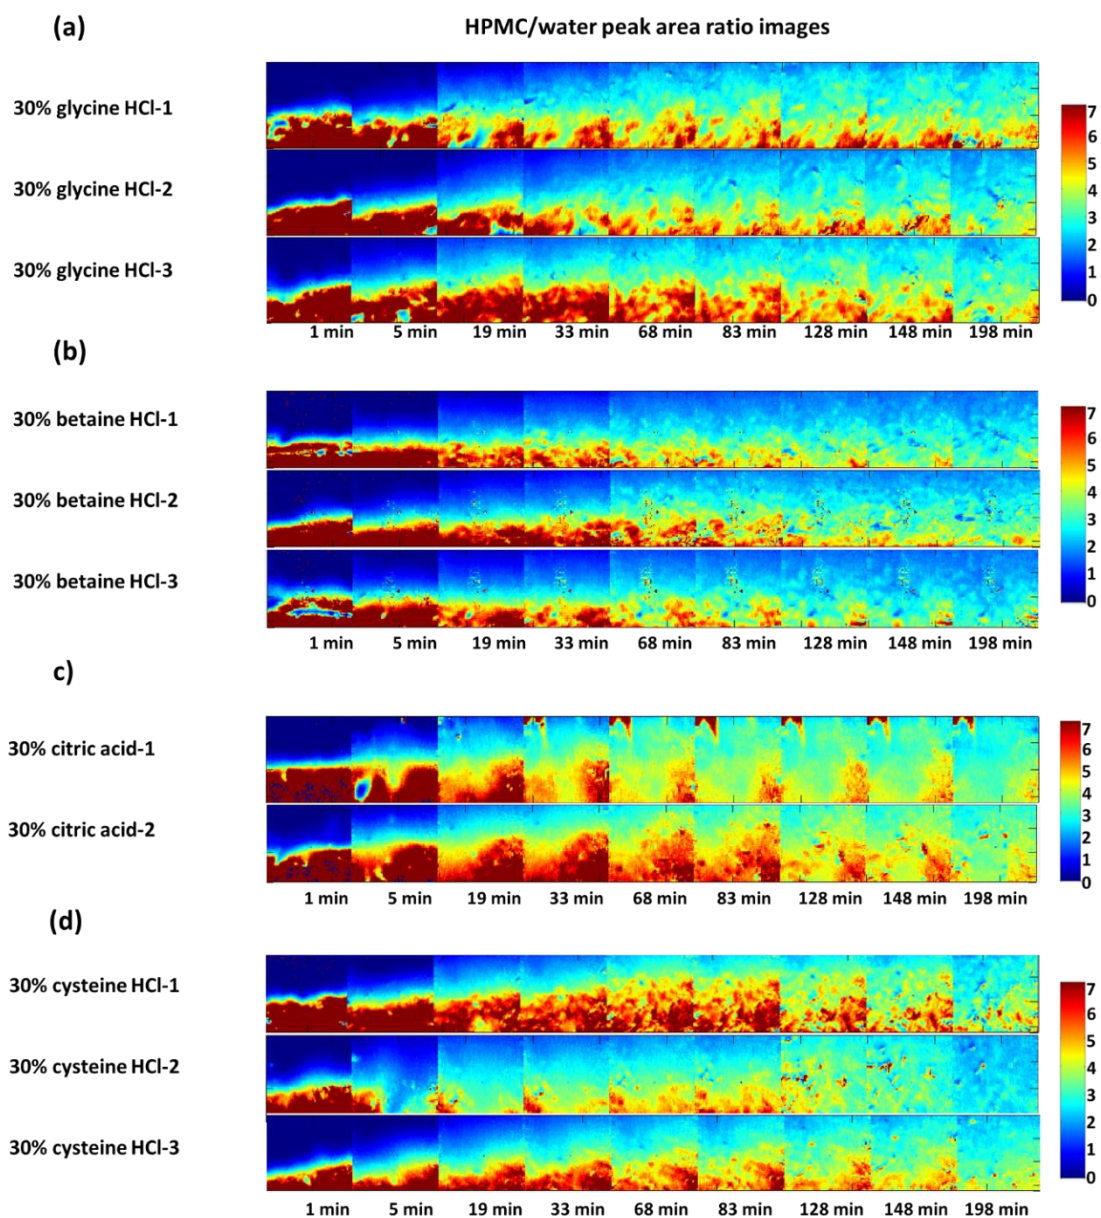 (a)
HPMC/water peak area ratio images
30% glycine HCl-1
30% glycine HCl-2
30% glycine HCl-3
7
6
5
4
3
2
1
0
1 min 5 min 19 min 33 min 68 min 83 min 128 min 148 min 198 min
(b)
30% betaine HCl-1
30% betaine HCl-2
30% betaine HCl-3
7
6
5
4
3
2
1
0
1 min 5 min 19 min 33 min 68 min 83 min 128 min 148 min 198 min
c)
30% citric acid-1
30% citric acid-2
7
6
5
4
3
2
1
0
1 min 5 min 19 min 33 min 68 min 83 min 128 min 148 min 198 min
(d)
30% cysteine HCl-1
30% cysteine HCl-2
30% cysteine HCl-3
7
6
5
4
3
2
1
0
1 min 5 min 19 min 33 min 68 min 83 min 128 min 148 min 198 min